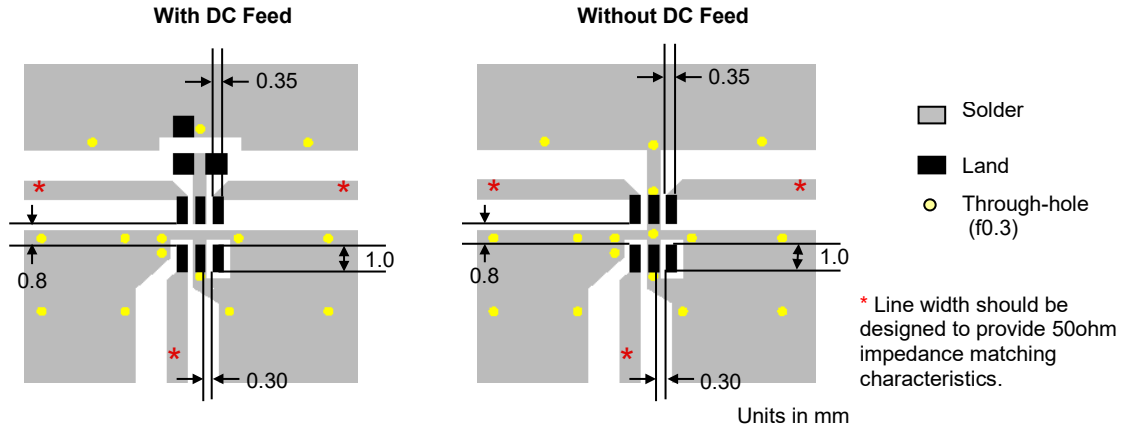 With DC Feed
Without DC Feed
0.35
0.35
*
*
*
*
0.8
1.0
0.8
1.0
*
*
0.30
0.30
Solder
Land
Through-hole
(f0.3)
* Line width should be
designed to provide 50ohm
impedance matching
characteristics.
Units in mm